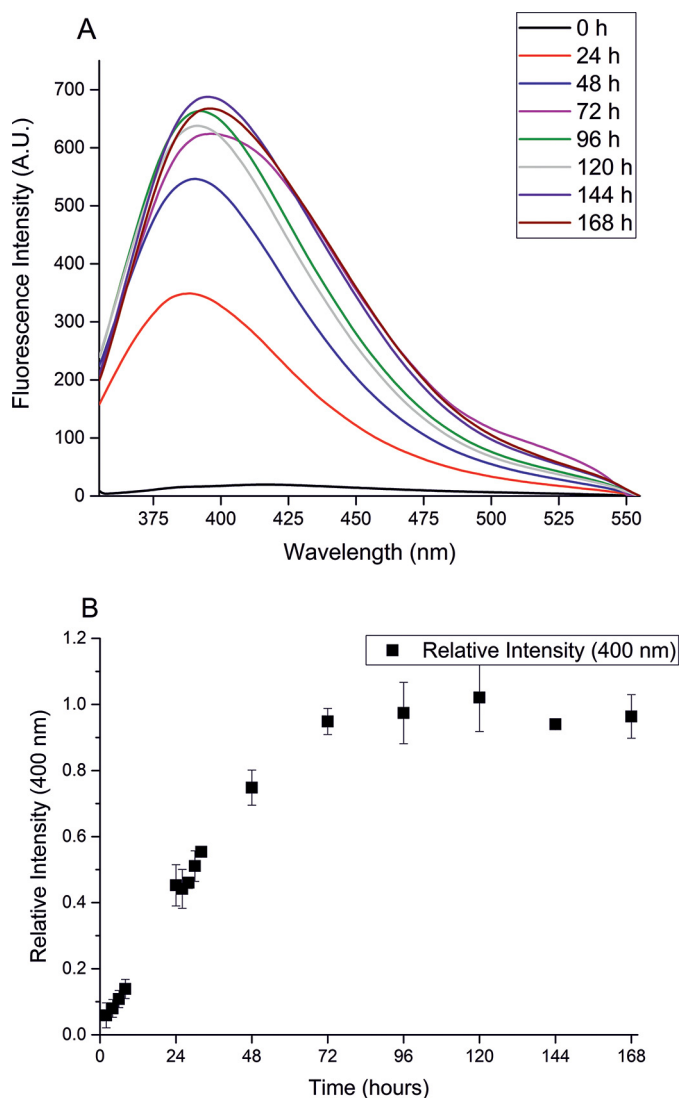 A
0 h
24 h
48 h
72 h
96 h
120 h
144 h
168 h
700
600
500
400
300
200
100
0
Fluorescence Intensity (A.U.)
375 400 425 450 475 500 525 550
Wavelength (nm)
B
Relative Intensity (400 nm)
1.2
1.0
0.8
0.6
0.4
0.2
0.0
Relative Intensity (400 nm)
0 24 48 72 96 120 144 168
Time (hours)